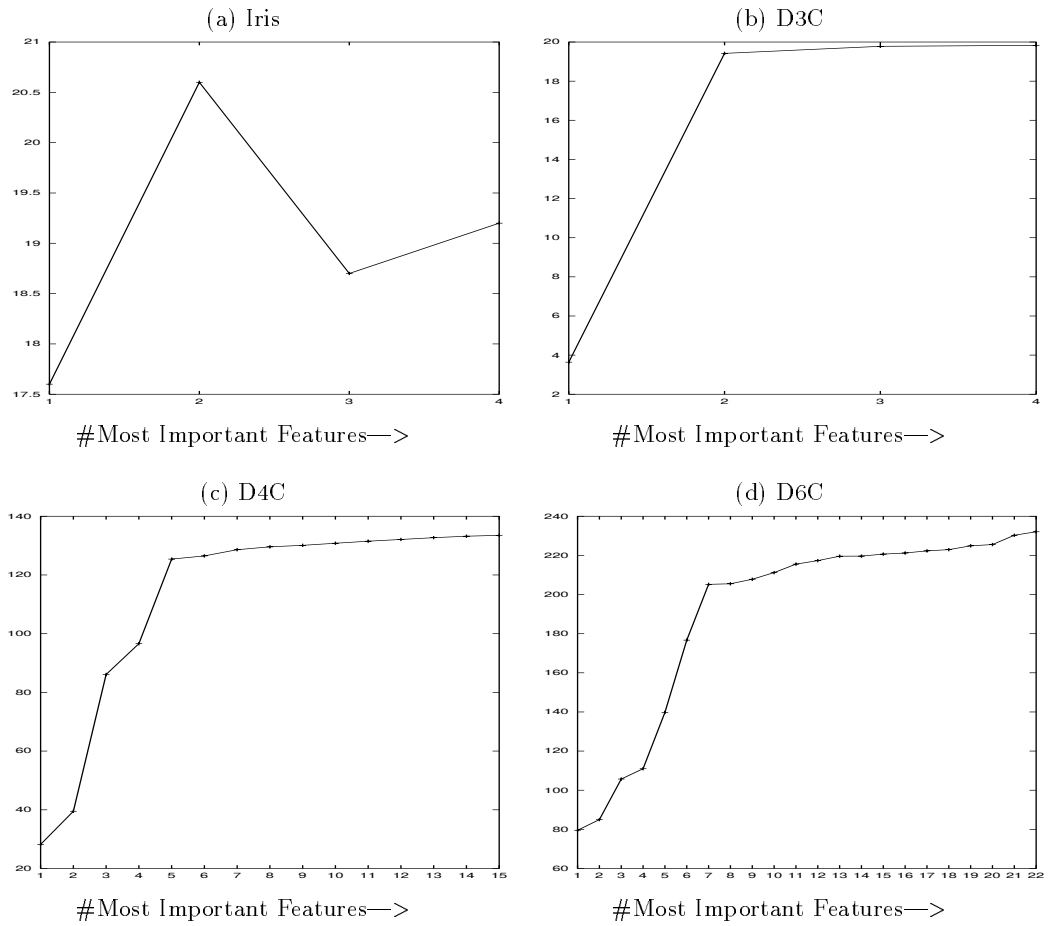 (a) Iris
21
20.5
20
19.5
19
18.5
18
17.5
1 2 3 4
#Most Important Features—>
(b) D3C
20
18
16
14
12
10
8
6
4
2
1 2 3 4
#Most Important Features—>
(c) D4C
140
120
100
80
60
40
20
1 2 3 4 5 6 7 8 9 10 11 12 13 14 15
#Most Important Features—>
(d) D6C
240
220
200
180
160
140
120
100
80
60
1 2 3 4 5 6 7 8 9 10 11 12 13 14 15 16 17 18 19 20 21 22
#Most Important Features—>